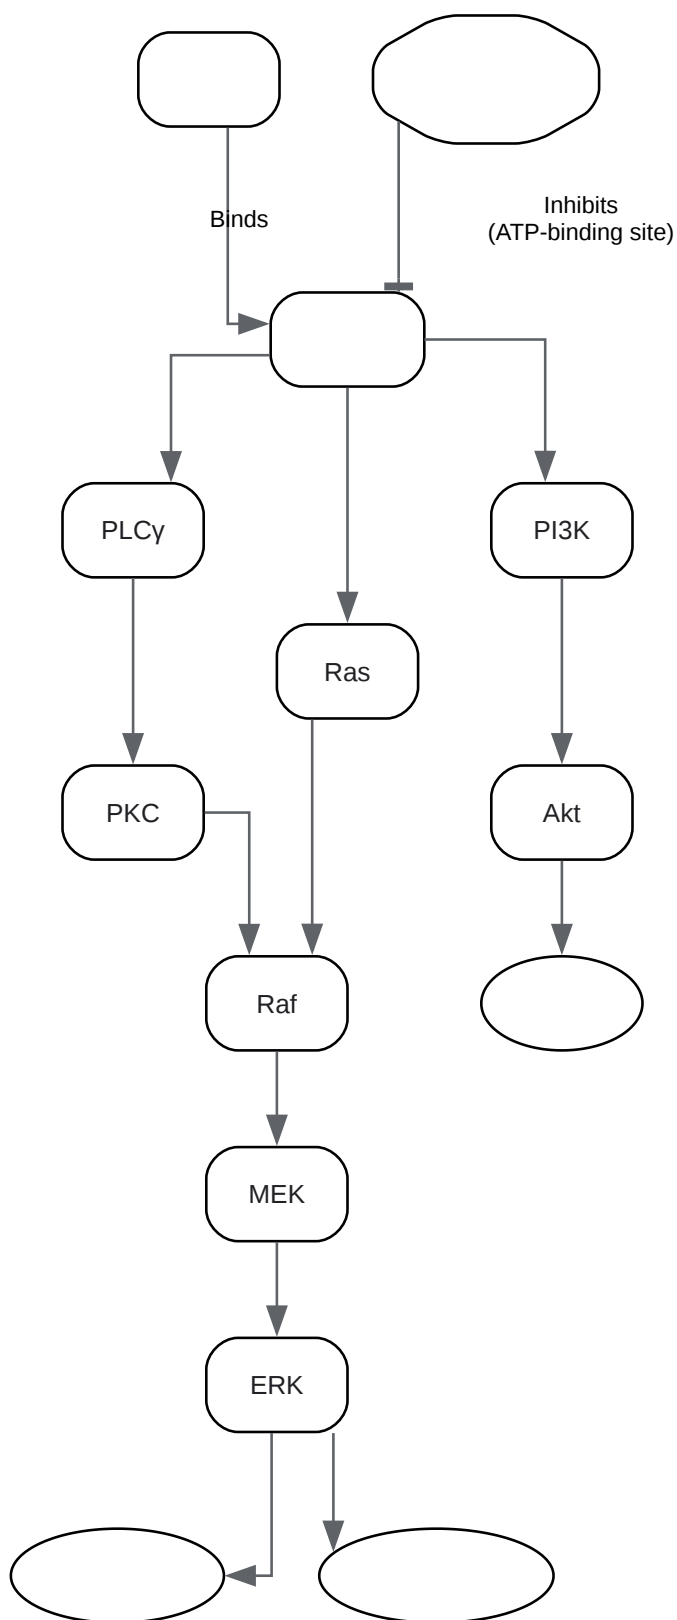 Binds
Inhibits
(ATP-binding site)
PLCγ
PI3K
Ras
PKC
Akt
Raf
MEK
ERK